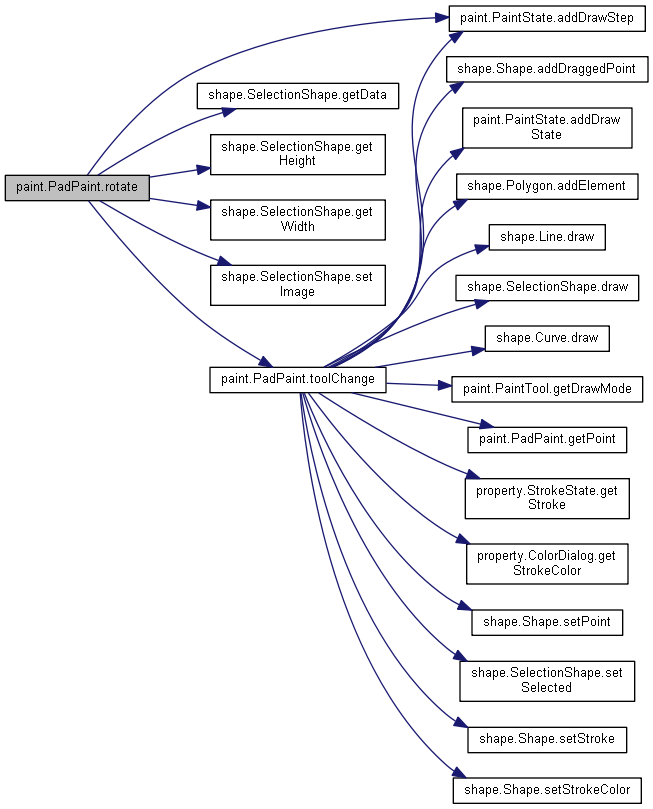 paint.PadPaint.rotate
shape.SelectionShape.getData
shape.SelectionShape.get
Height
shape.SelectionShape.get
Width
shape.SelectionShape.set
Image
paint.PadPaint.toolChange
paint.PaintState.addDrawStep
shape.Shape.addDraggedPoint
paint.PaintState.addDraw
State
shape.Polygon.addElement
shape.Line.draw
shape.SelectionShape.draw
shape.Curve.draw
paint.PaintTool.getDrawMode
paint.PadPaint.getPoint
property.StrokeState.get
Stroke
property.ColorDialog.get
StrokeColor
shape.Shape.setPoint
shape.SelectionShape.set
Selected
shape.Shape.setStroke
shape.Shape.setStrokeColor